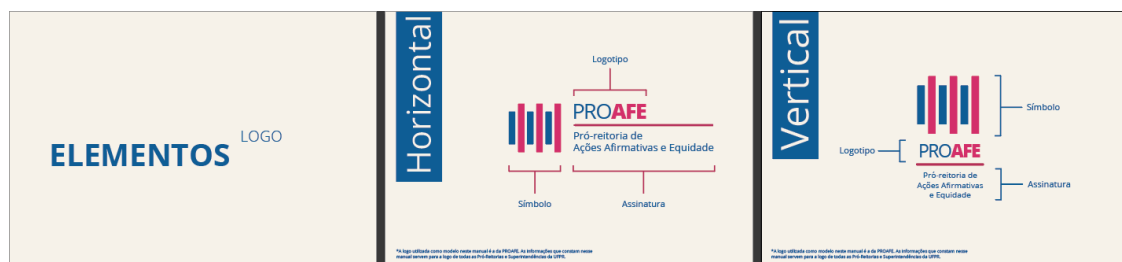 ELEMENTOS
LOGO
Horizontal
Logotipo
PROAFE
Pró-reitoria de
Ações Afirmativas e Equidade
Símbolo
Assinatura
*A logo utilizada como modelo neste manual é a da PROAFE. As informações que constam nesse
manual servem para a logo de todas as Pró-Reitorias e Superintendências da UFPR.
Vertical
Símbolo
Logotipo
PROAFE
Pró-reitoria de
Ações Afirmativas
e Equidade
Assinatura
*A logo utilizada como modelo neste manual é a da PROAFE. As informações que constam nesse
manual servem para a logo de todas as Pró-Reitorias e Superintendências da UFPR.